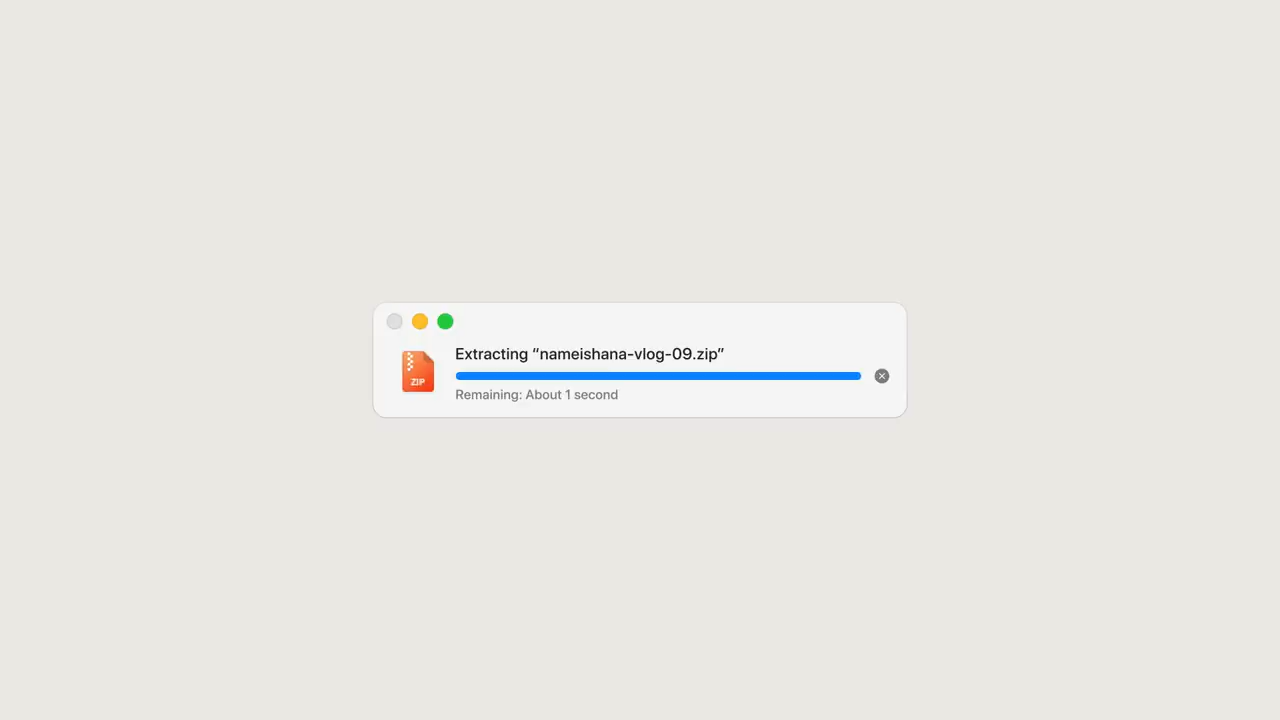 Extracting “nameishana-vlog-09.zip”
ZIP
Remaining: About 1 second